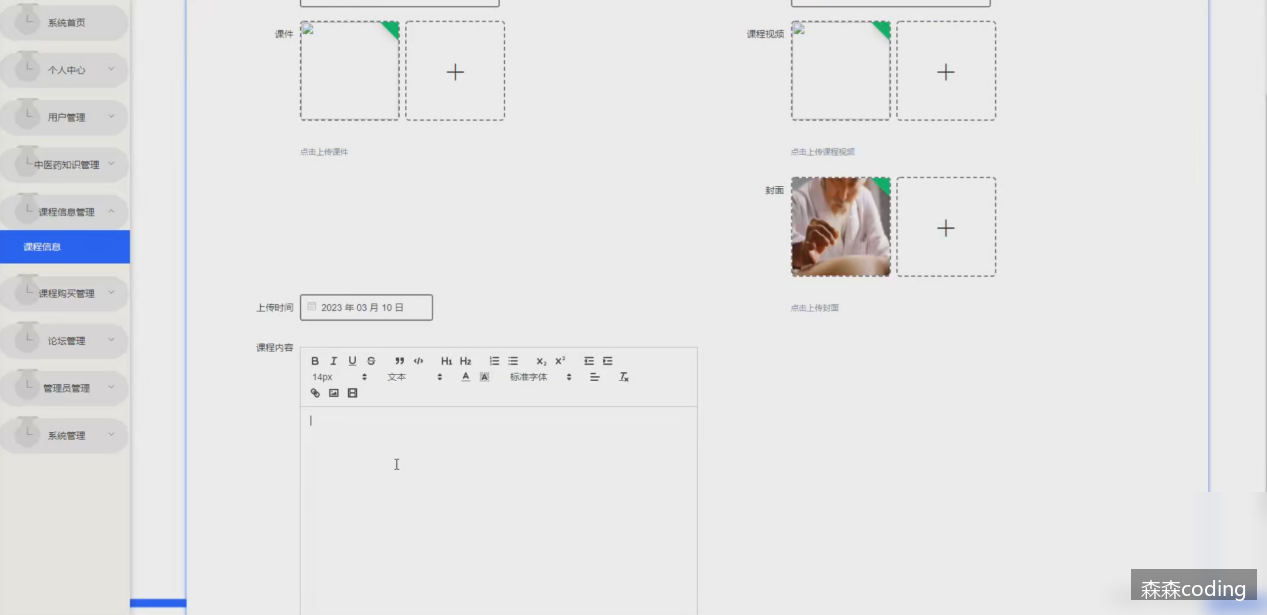 系统首页
个人中心
用户管理
中医药知识管理
课程信息管理
课程信息
课程购买管理
论坛管理
管理员管理
系统管理
课件
点击上传课件
课程视频
点击上传课程视频
封面
点击上传封面
上传时间
2023 年 03 月 10 日
课程内容
B I U S ” </> H1 H2 X2 X2
14px 文本 A A 标准字体 Tx
森森coding